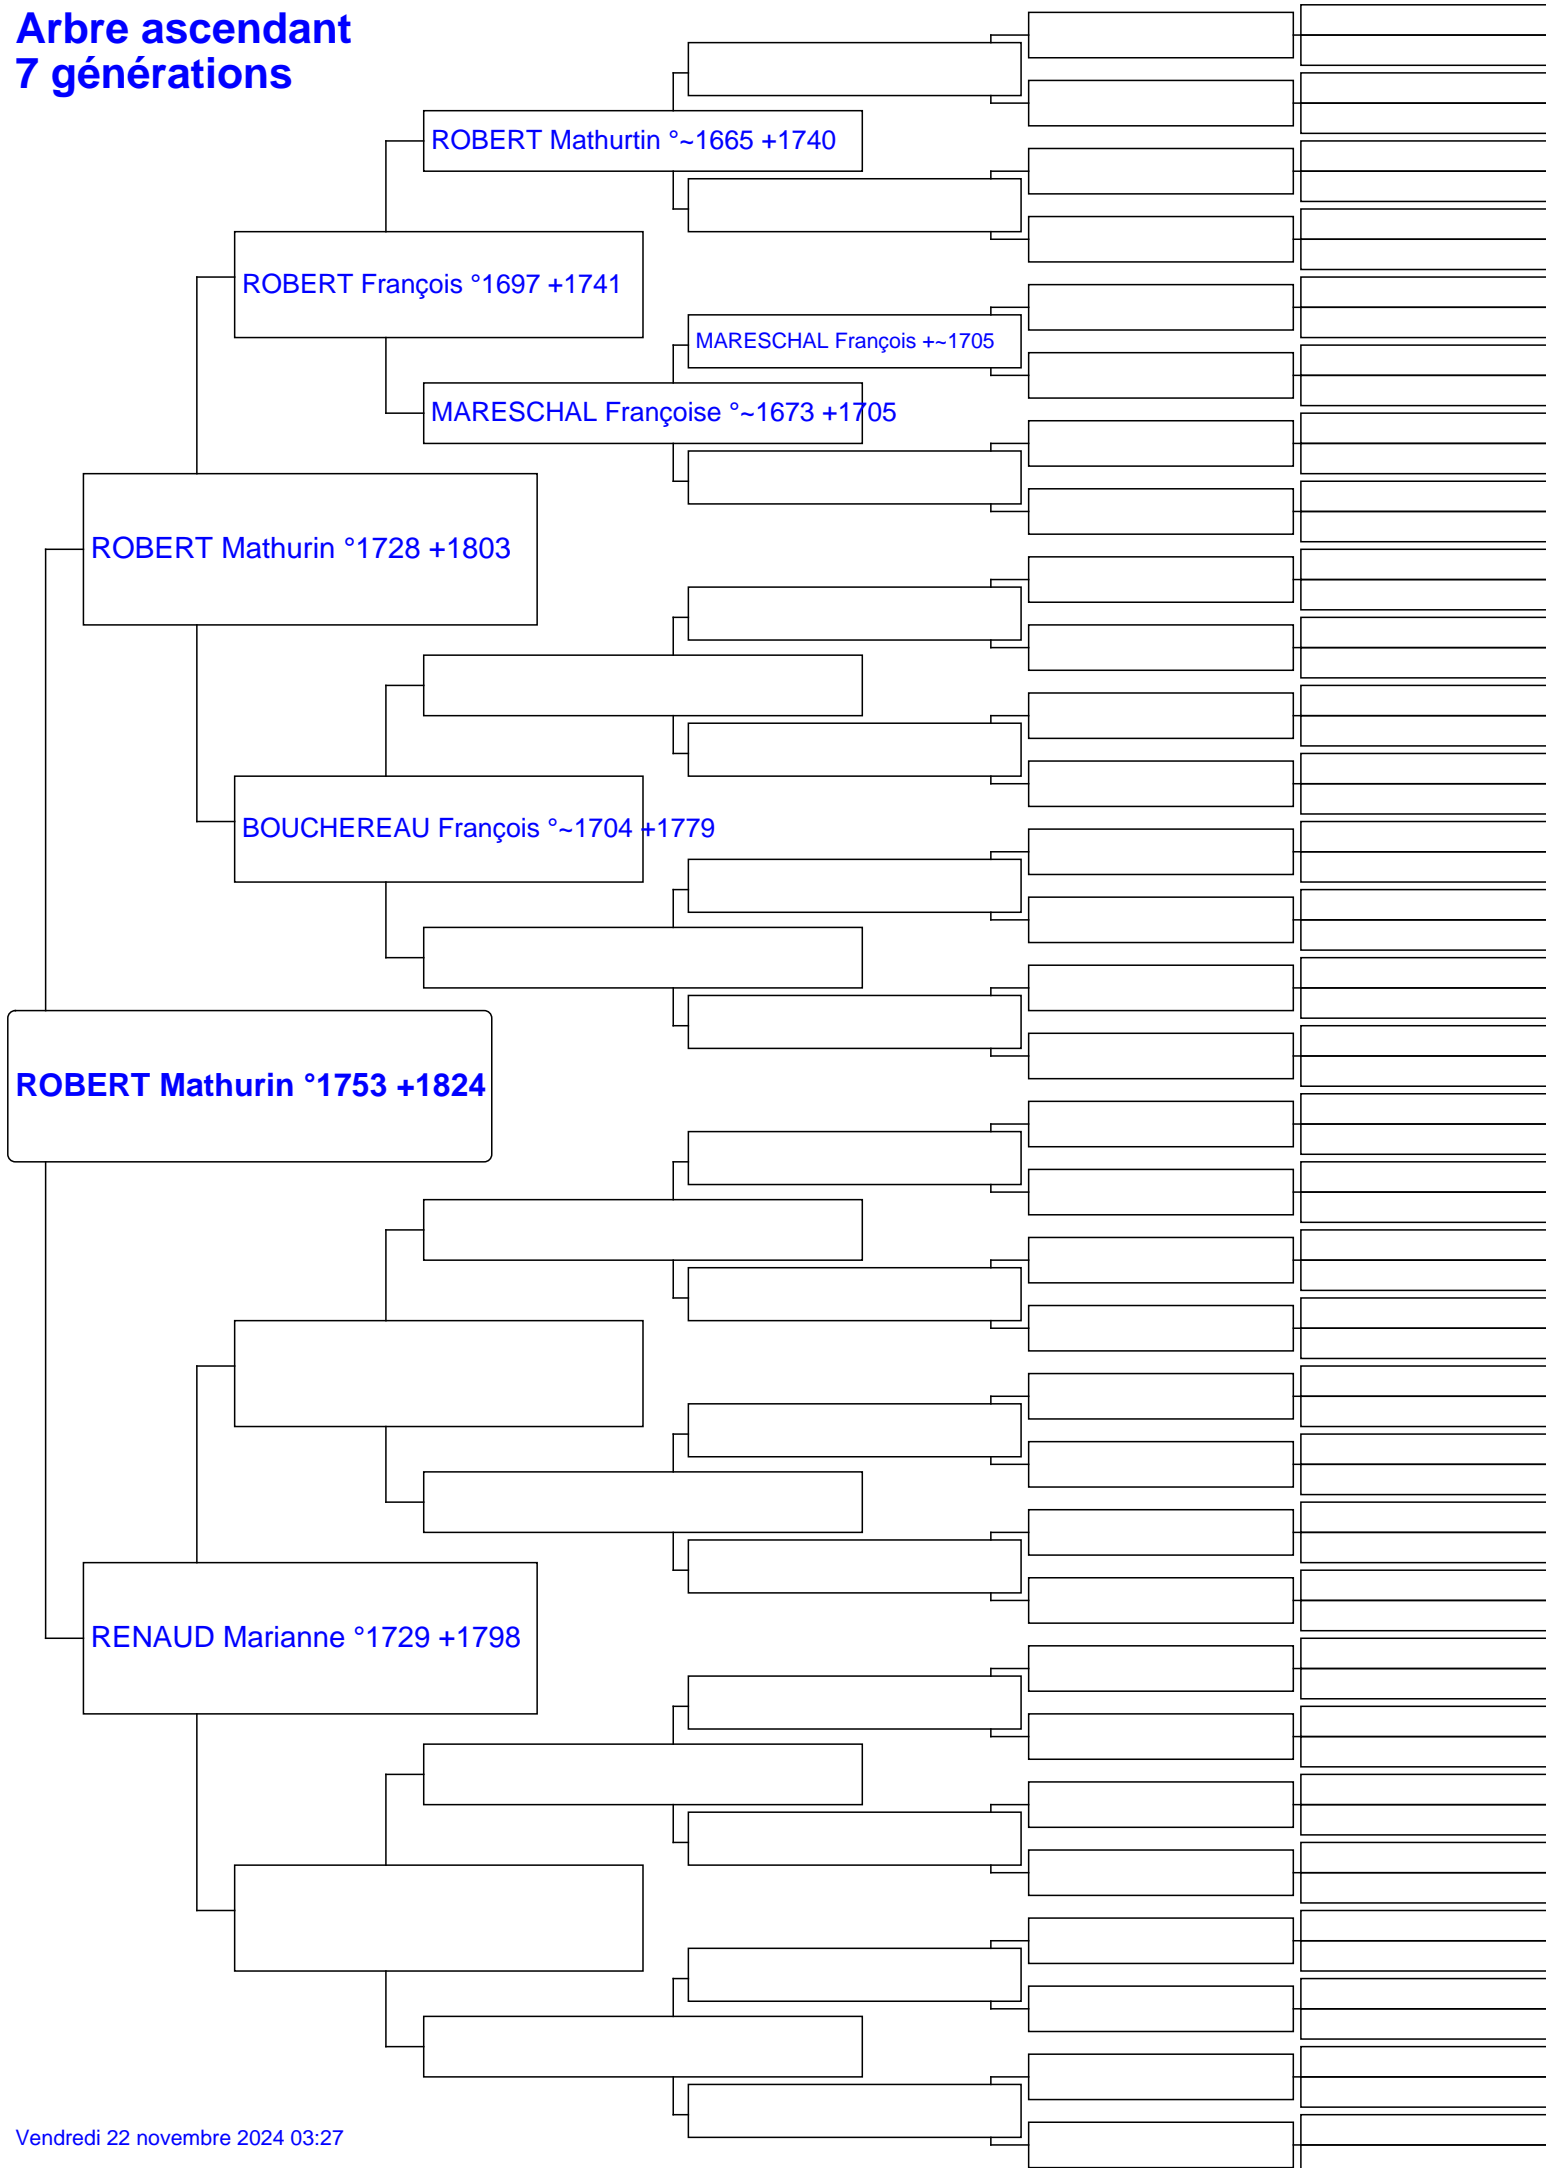 Arbre ascendant
7 générations
ROBERT Mathurtin °~1665 +1740
ROBERT François °1697 +1741
MARESCHAL François +~1705
MARESCHAL Françoise °~1673 +1705
ROBERT Mathurin °1728 +1803
BOUCHEREAU François °~1704 +1779
ROBERT Mathurin °1753 +1824
RENAUD Marianne °1729 +1798
Vendredi 22 novembre 2024 03:27